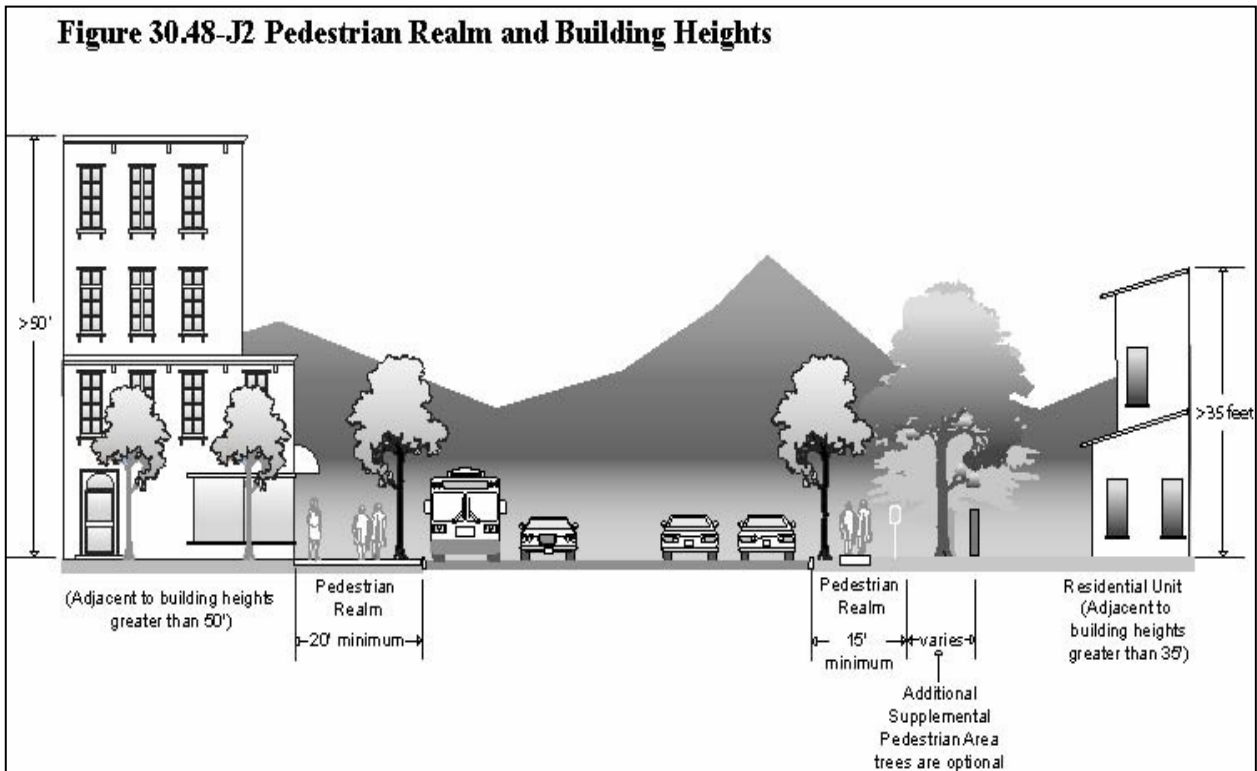 Figure 30.48-J2 Pedestrian Realm and Building Heights
>50'
>35 feet
(Adjacent to building heights
greater than 50')
Pedestrian
Realm
20' minimum
Pedestrian
Realm
15'
minimum
varies
Additional
Supplemental
Pedestrian Area
trees are optional
Residential Unit
(Adjacent to
building heights
greater than 35')